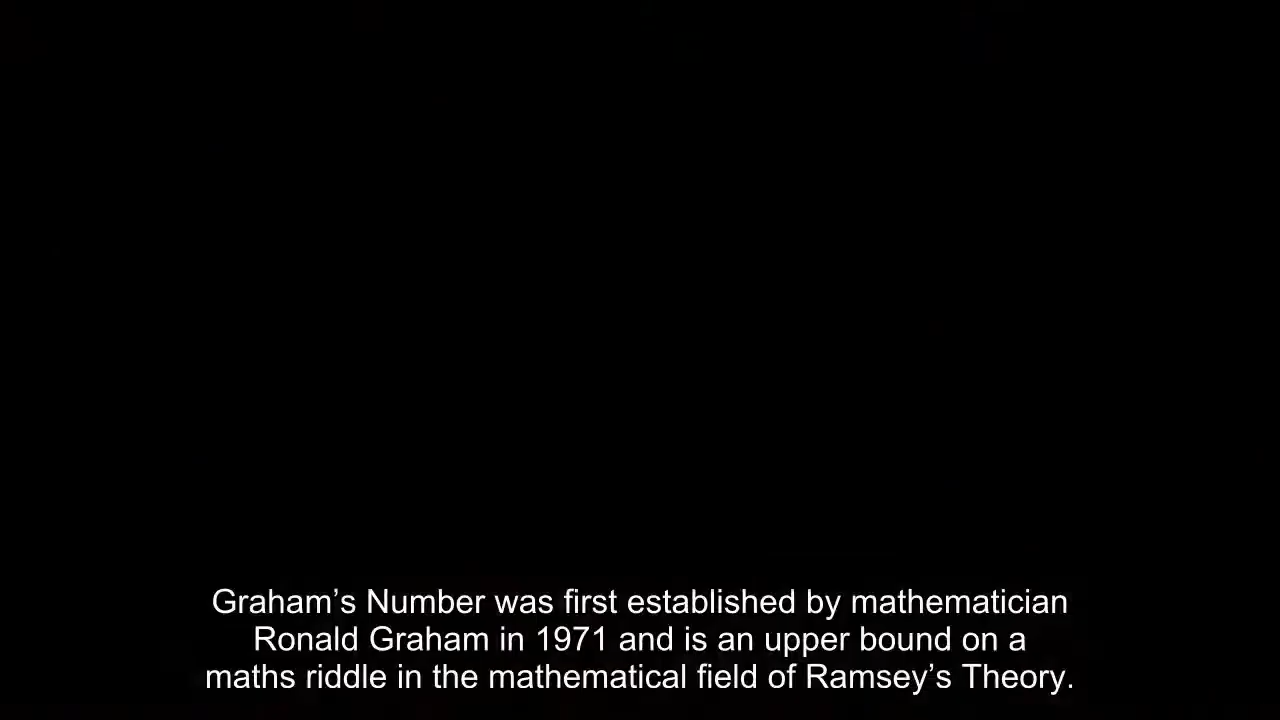 Graham’s Number was first established by mathematician
Ronald Graham in 1971 and is an upper bound on a
maths riddle in the mathematical field of Ramsey’s Theory.